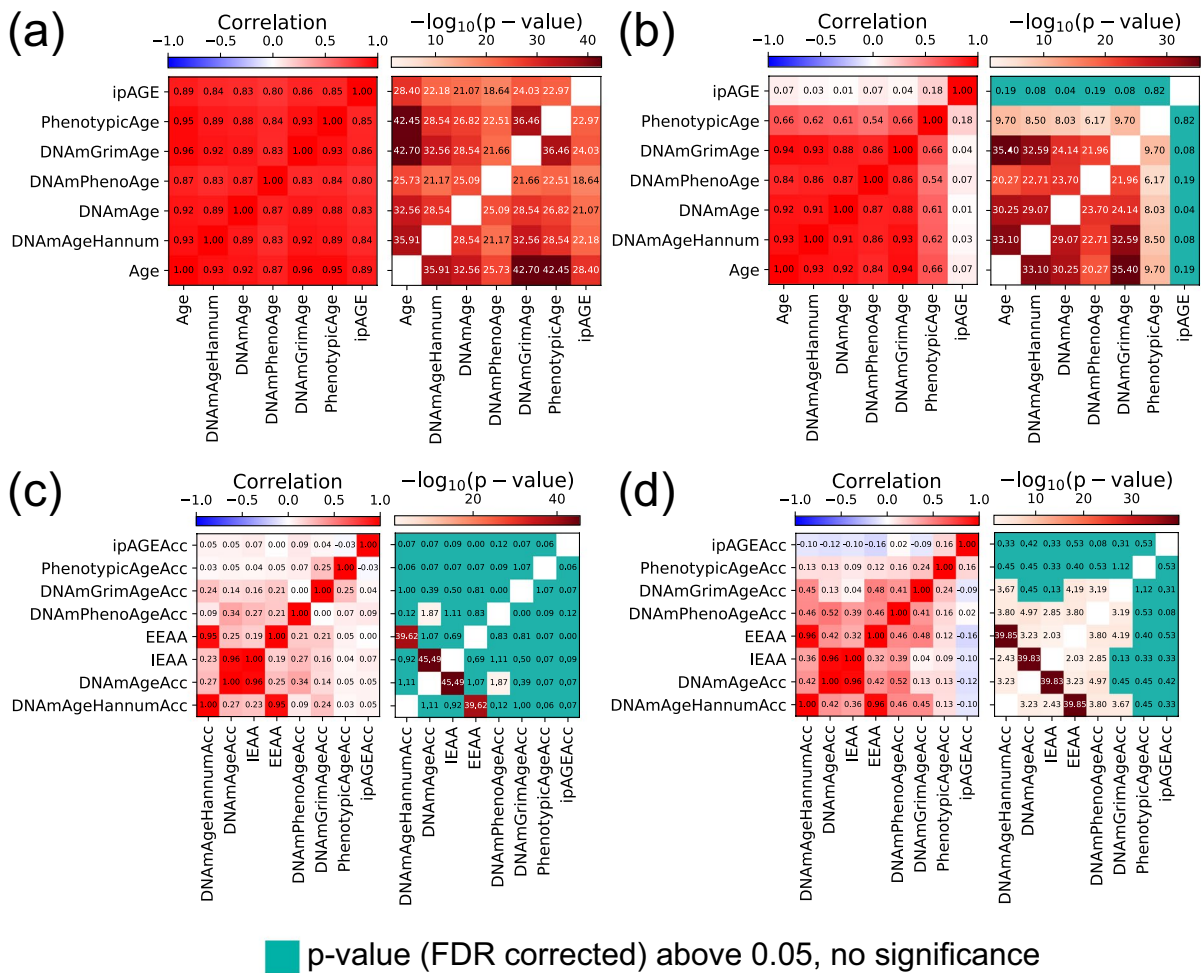 (a)
Correlation
−log₁₀(p − value)
−1.0 −0.5 0.0 0.5 1.0
10 20 30 40
ipAGE 0.89 0.84 0.83 0.80 0.86 0.85 1.00 28.40 22.18 21.07 18.64 24.03 22.97
PhenotypicAge 0.95 0.89 0.88 0.84 0.93 1.00 0.85 42.45 28.54 26.82 22.51 36.46 22.97
DNAmGrimAge 0.96 0.92 0.89 0.83 1.00 0.93 0.86 42.70 32.56 28.54 21.66 36.46 24.03
DNAmPhenoAge 0.87 0.83 0.87 1.00 0.83 0.84 0.80 25.73 21.17 25.09 21.66 22.51 18.64
DNAmAge 0.92 0.89 1.00 0.87 0.89 0.88 0.83 32.56 28.54 25.09 28.54 26.82 21.07
DNAmAgeHannum 0.93 1.00 0.89 0.83 0.92 0.89 0.84 35.91 28.54 21.17 32.56 28.54 22.18
Age 1.00 0.93 0.92 0.87 0.96 0.95 0.89 35.91 32.56 25.73 42.70 42.45 28.40
Age DNAmAgeHannum DNAmAge DNAmPhenoAge DNAmGrimAge PhenotypicAge ipAGE
Age DNAmAgeHannum DNAmAge DNAmPhenoAge DNAmGrimAge PhenotypicAge ipAGE
(b)
Correlation
−log₁₀(p − value)
−1.0 −0.5 0.0 0.5 1.0
10 20 30
ipAGE 0.07 0.03 0.01 0.07 0.04 0.18 1.00 0.19 0.08 0.04 0.19 0.08 0.82
PhenotypicAge 0.66 0.62 0.61 0.54 0.66 1.00 0.18 9.70 8.50 8.03 6.17 9.70 0.82
DNAmGrimAge 0.94 0.93 0.88 0.86 1.00 0.66 0.04 35.40 32.59 24.14 21.96 9.70 0.08
DNAmPhenoAge 0.84 0.86 0.87 1.00 0.86 0.54 0.07 20.27 22.71 23.70 21.96 6.17 0.19
DNAmAge 0.92 0.91 1.00 0.87 0.88 0.61 0.01 30.25 29.07 23.70 24.14 8.03 0.04
DNAmAgeHannum 0.93 1.00 0.91 0.86 0.93 0.62 0.03 33.10 29.07 22.71 32.59 8.50 0.08
Age 1.00 0.93 0.92 0.84 0.94 0.66 0.07 33.10 30.25 20.27 35.40 9.70 0.19
Age DNAmAgeHannum DNAmAge DNAmPhenoAge DNAmGrimAge PhenotypicAge ipAGE
Age DNAmAgeHannum DNAmAge DNAmPhenoAge DNAmGrimAge PhenotypicAge ipAGE
(c)
Correlation
−log₁₀(p − value)
−1.0 −0.5 0.0 0.5 1.0
20 40
ipAGEAcc 0.05 0.05 0.07 0.00 0.09 0.04 -0.03 1.00 0.07 0.07 0.09 0.00 0.12 0.07 0.06
PhenotypicAgeAcc 0.03 0.04 0.04 0.05 0.00 0.25 1.00 -0.03 0.06 0.07 0.07 0.07 0.00 1.07 0.06
DNAmGrimAgeAcc 0.24 0.14 0.16 0.21 0.00 1.00 0.25 0.04 1.00 0.39 0.51 0.81 0.00 1.07 0.07
DNAmPhenoAgeAcc 0.09 0.34 0.27 0.21 1.00 0.00 0.00 0.09 0.12 1.87 1.11 0.83 0.00 0.00 0.12
EEAA 0.95 0.25 0.19 1.00 0.21 0.21 0.05 0.00 39.62 1.07 0.69 0.83 0.81 0.07 0.00
IEAA 0.23 0.96 1.00 0.19 0.27 0.16 0.04 0.07 0.92 45.49 0.69 1.11 0.51 0.07 0.09
DNAmAgeAcc 0.27 1.00 0.96 0.25 0.34 0.14 0.04 0.05 1.11 45.49 1.07 1.87 0.39 0.07 0.07
DNAmAgeHannumAcc 1.00 0.27 0.23 0.95 0.09 0.24 0.03 0.05 1.11 0.92 39.62 0.12 1.00 0.06 0.07
DNAmAgeHannumAcc DNAmAgeAcc IEAA EEAA DNAmPhenoAgeAcc DNAmGrimAgeAcc PhenotypicAgeAcc ipAGEAcc
DNAmAgeHannumAcc DNAmAgeAcc IEAA EEAA DNAmPhenoAgeAcc DNAmGrimAgeAcc PhenotypicAgeAcc ipAGEAcc
(d)
Correlation
−log₁₀(p − value)
−1.0 −0.5 0.0 0.5 1.0
10 20 30
ipAGEAcc -0.10 -0.12 -0.10 -0.16 0.02 -0.09 0.16 1.00 0.33 0.42 0.33 0.53 0.08 0.31 0.53
PhenotypicAgeAcc 0.13 0.13 0.09 0.12 0.16 0.24 1.00 0.16 0.45 0.45 0.33 0.40 0.53 1.12 0.53
DNAmGrimAgeAcc 0.45 0.13 0.04 0.48 0.41 1.00 0.24 -0.09 3.67 0.45 0.13 4.19 3.19 1.12 0.31
DNAmPhenoAgeAcc 0.46 0.52 0.39 0.46 1.00 0.41 0.16 0.02 3.80 4.97 2.85 3.80 3.19 0.53 0.08
EEAA 0.96 0.42 0.32 1.00 0.46 0.48 0.12 -0.16 39.85 3.23 2.03 3.80 4.19 0.40 0.53
IEAA 0.36 0.96 1.00 0.32 0.39 0.04 0.09 -0.10 2.43 39.83 2.03 2.85 0.13 0.33 0.33
DNAmAgeAcc 0.42 1.00 0.96 0.42 0.52 0.13 0.13 -0.12 3.23 39.83 3.23 4.97 0.45 0.45 0.42
DNAmAgeHannumAcc 1.00 0.42 0.36 0.96 0.46 0.45 0.13 -0.10 3.23 2.43 39.85 3.80 3.67 0.45 0.33
DNAmAgeHannumAcc DNAmAgeAcc IEAA EEAA DNAmPhenoAgeAcc DNAmGrimAgeAcc PhenotypicAgeAcc ipAGEAcc
DNAmAgeHannumAcc DNAmAgeAcc IEAA EEAA DNAmPhenoAgeAcc DNAmGrimAgeAcc PhenotypicAgeAcc ipAGEAcc
p-value (FDR corrected) above 0.05, no significance